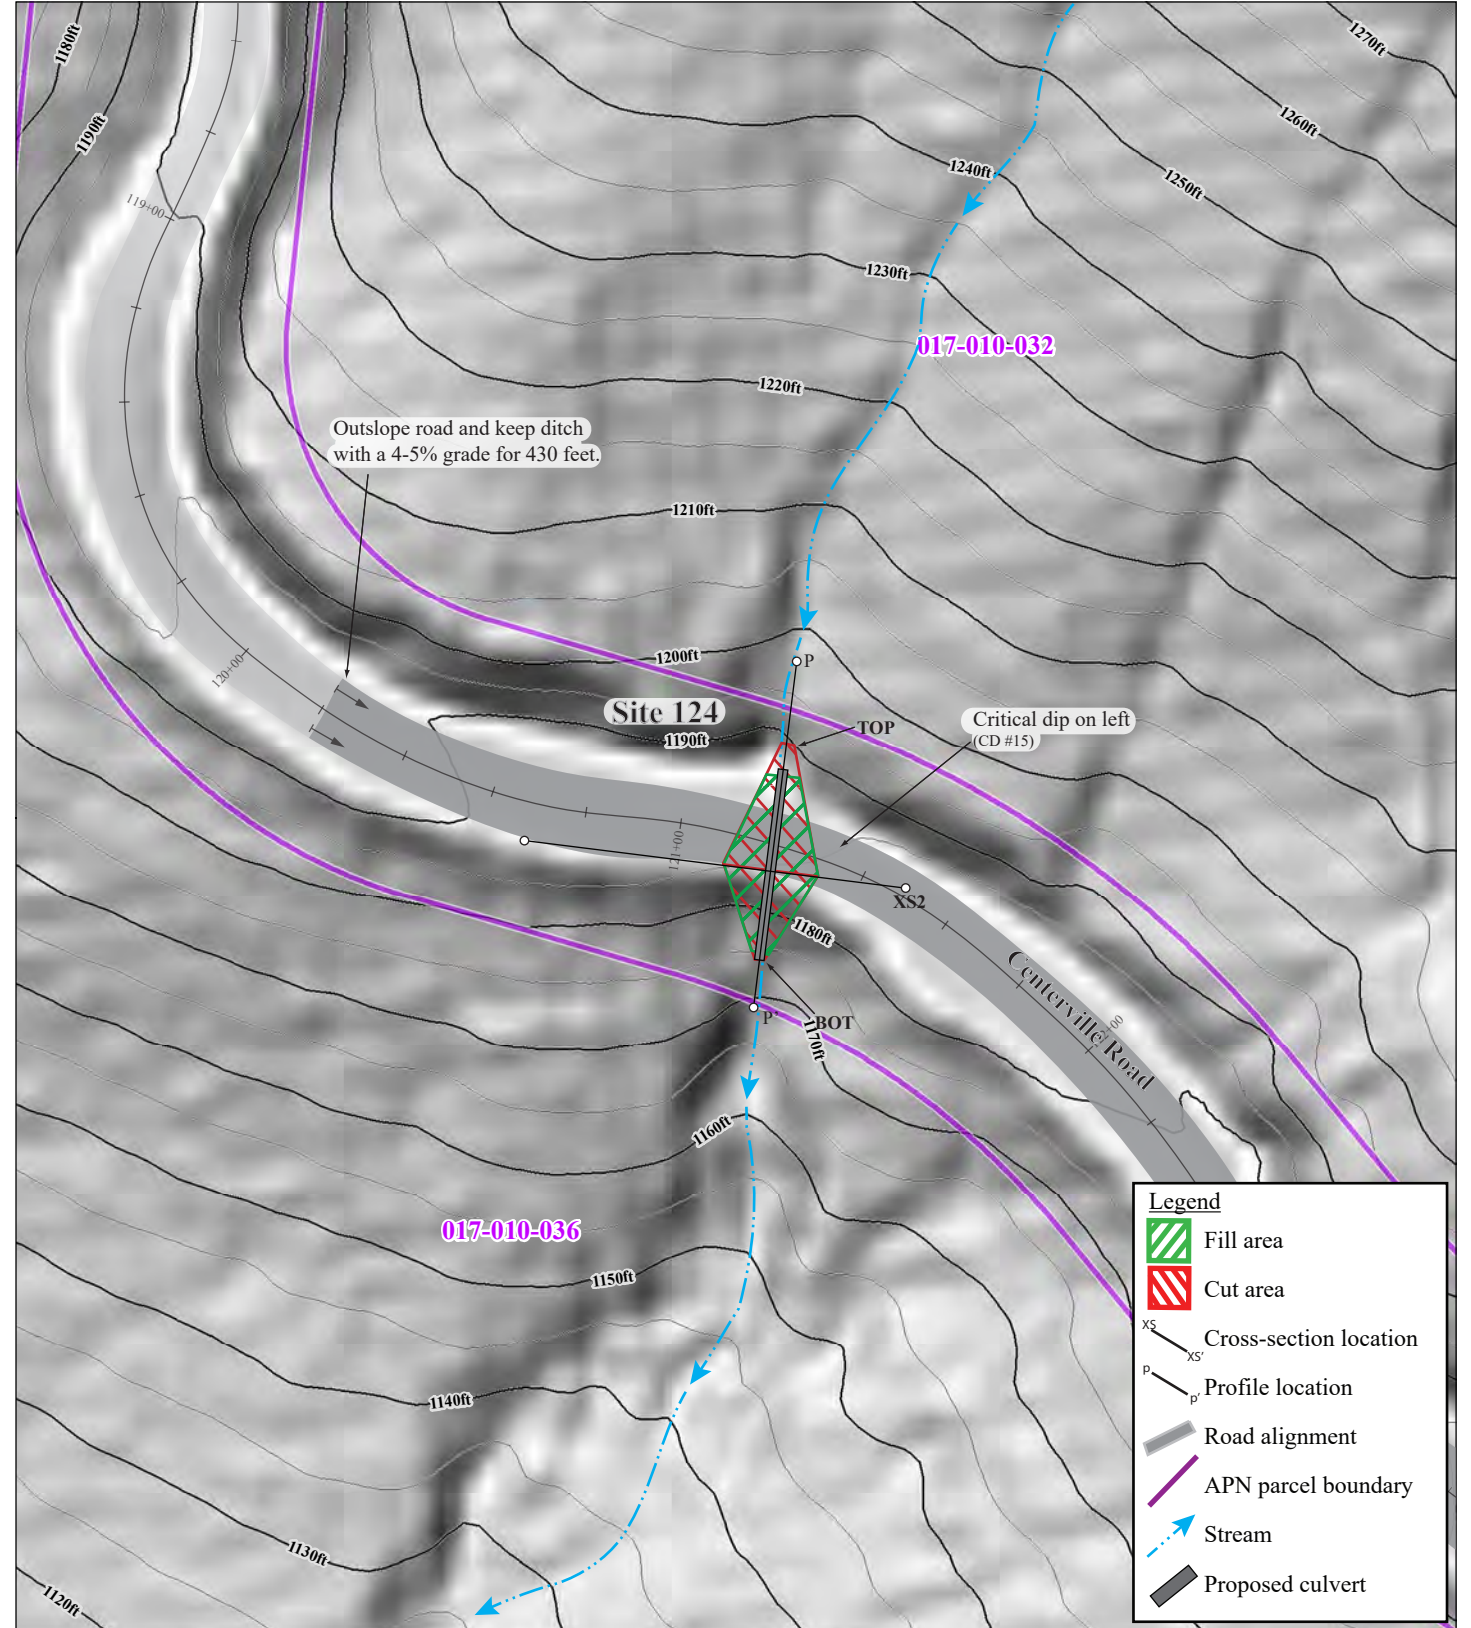 1180ft
1270ft
1190ft
1260ft
1240ft
1250ft
119+00
1230ft
017-010-032
1220ft
Outslope road and keep ditch
with a 4-5% grade for 430 feet.
1210ft
1200ft
P
120+00
Site 124
Critical dip on left
(CD #15)
TOP
1190ft
121+00
XS2
1180ft
Centerville Road
+00
P'
BOT
1170ft
1160ft
017-010-036
1150ft
1140ft
1130ft
1120ft
Legend
Fill area
Cut area
XS
XS'
Cross-section location
P
P'
Profile location
Road alignment
APN parcel boundary
Stream
Proposed culvert